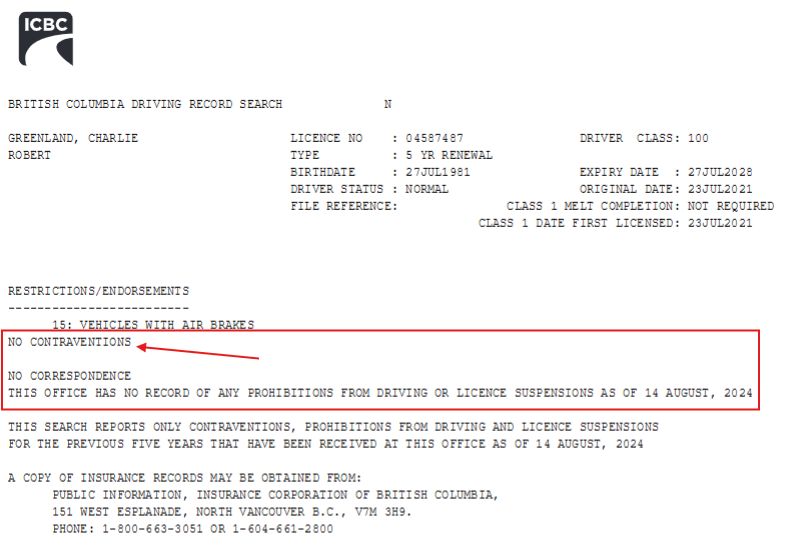 ICBC
BRITISH COLUMBIA DRIVING RECORD SEARCH N
GREENLAND, CHARLIE LICENCE NO : 04587487 DRIVER CLASS: 100
ROBERT TYPE : 5 YR RENEWAL
BIRTHDATE : 27JUL1981 EXPIRY DATE : 27JUL2028
DRIVER STATUS : NORMAL ORIGINAL DATE: 23JUL2021
FILE REFERENCE: CLASS 1 MELT COMPLETION: NOT REQUIRED
CLASS 1 DATE FIRST LICENSED: 23JUL2021
RESTRICTIONS/ENDORSEMENTS
-------------------------
15: VEHICLES WITH AIR BRAKES
NO CONTRAVENTIONS
NO CORRESPONDENCE
THIS OFFICE HAS NO RECORD OF ANY PROHIBITIONS FROM DRIVING OR LICENCE SUSPENSIONS AS OF 14 AUGUST, 2024
THIS SEARCH REPORTS ONLY CONTRAVENTIONS, PROHIBITIONS FROM DRIVING AND LICENCE SUSPENSIONS
FOR THE PREVIOUS FIVE YEARS THAT HAVE BEEN RECEIVED AT THIS OFFICE AS OF 14 AUGUST, 2024
A COPY OF INSURANCE RECORDS MAY BE OBTAINED FROM:
PUBLIC INFORMATION, INSURANCE CORPORATION OF BRITISH COLUMBIA,
151 WEST ESPLANADE, NORTH VANCOUVER B.C., V7M 3H9.
PHONE: 1-800-663-3051 OR 1-604-661-2800